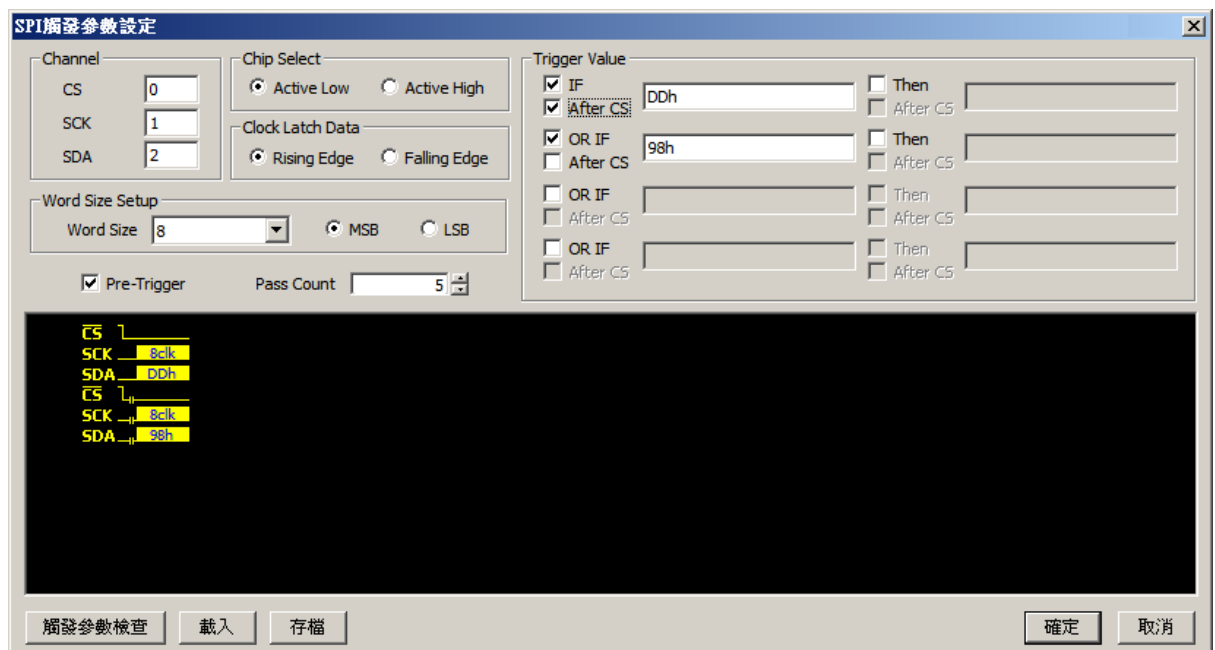 SPI觸發參數設定
Channel
CS 0
SCK 1
SDA 2
Chip Select
Active Low Active High
Clock Latch Data
Rising Edge Falling Edge
Word Size Setup
Word Size 8 MSB LSB
Pre-Trigger Pass Count 5
Trigger Value
IF DDh Then
After CS After CS
OR IF 98h Then
After CS After CS
OR IF Then
After CS After CS
OR IF Then
After CS After CS
CS
SCK 8clk
SDA DDh
CS
SCK 8clk
SDA 98h
觸發參數檢查 載入 存檔 確定 取消